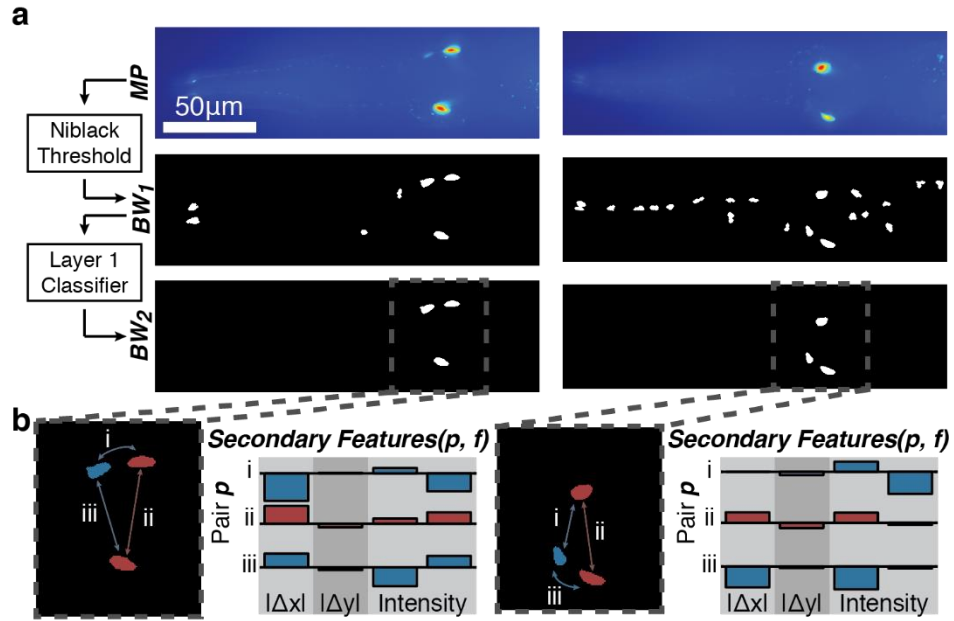 a
MP
50μm
Niblack
Threshold
BW1
Layer 1
Classifier
BW2
b
i
iii
ii
Secondary Features(p, f)
Pair p
i
ii
iii
|Δx| |Δy| Intensity
i
ii
iii
Secondary Features(p, f)
Pair p
i
ii
iii
|Δx| |Δy| Intensity